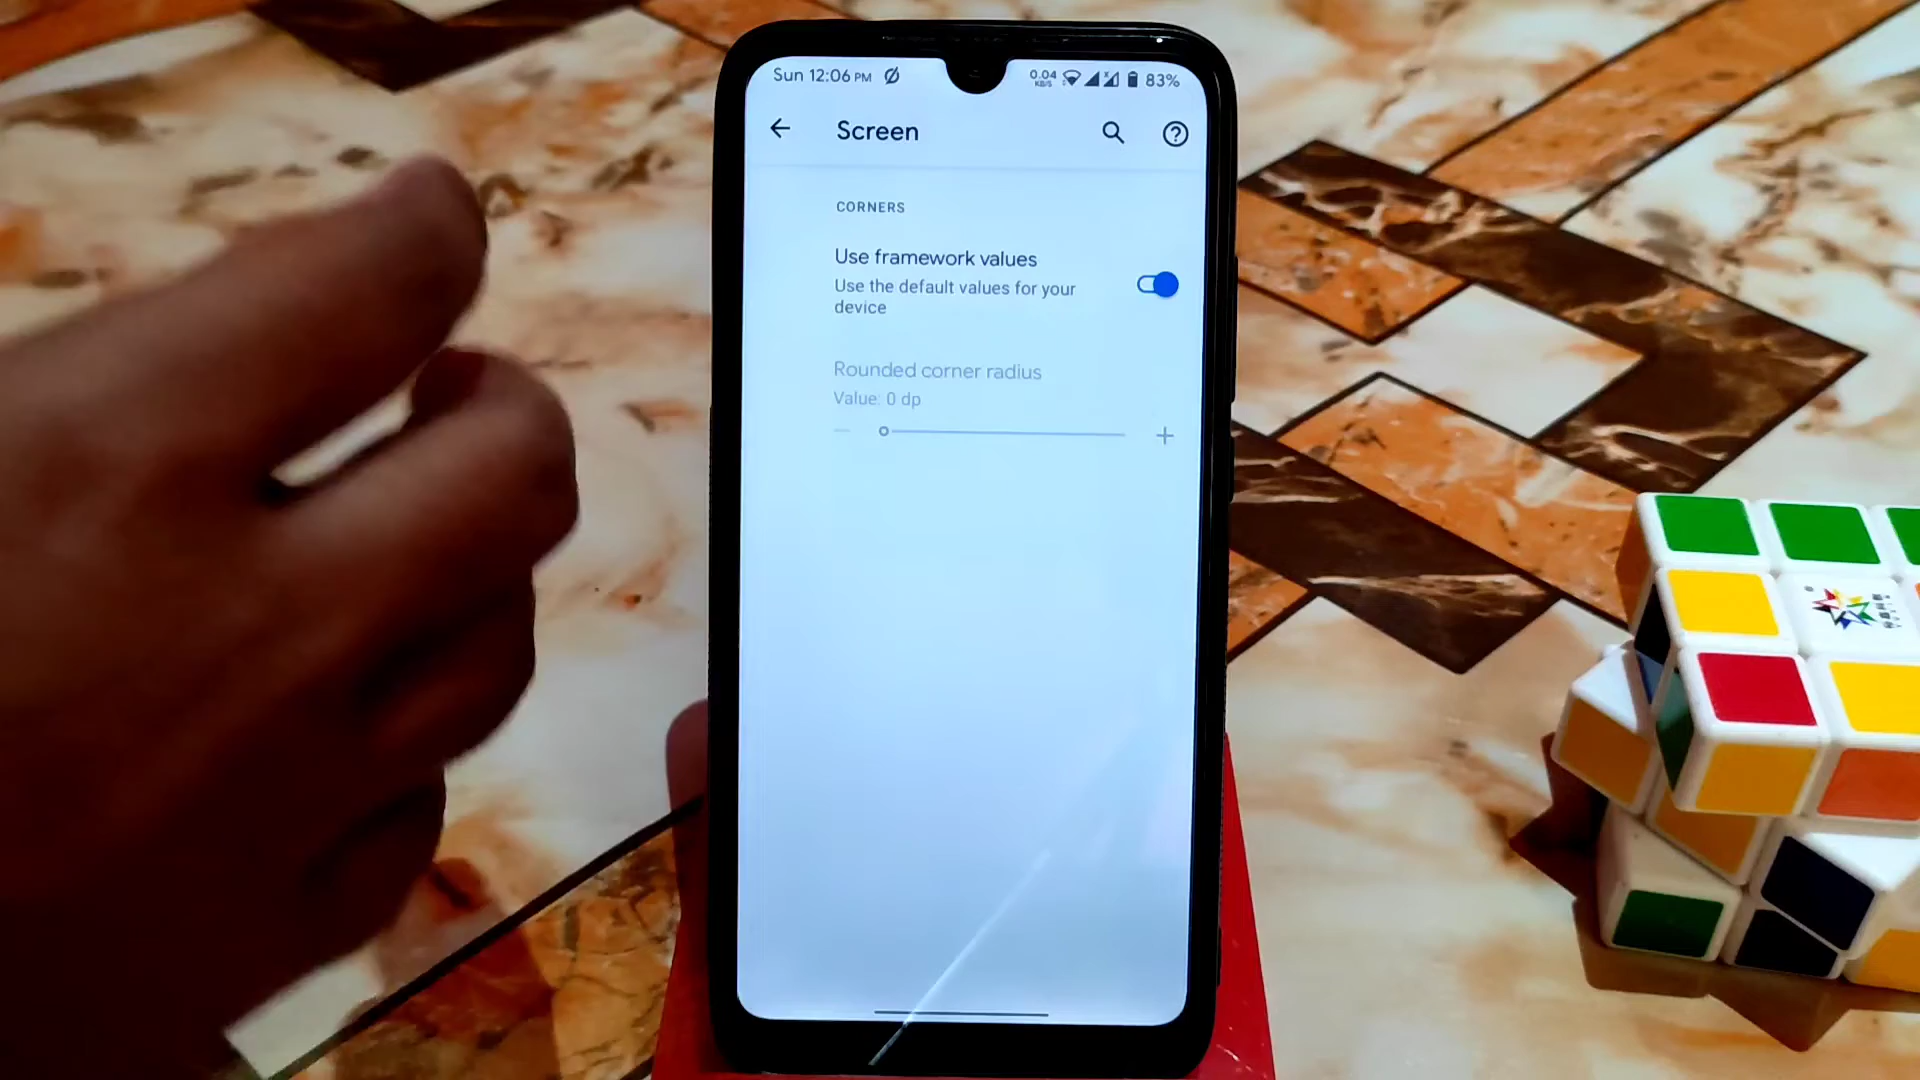 Sun 12:06 PM
0.04 KB/S
83%
Screen
CORNERS
Use framework values
Use the default values for your
device
Rounded corner radius
Value: 0 dp